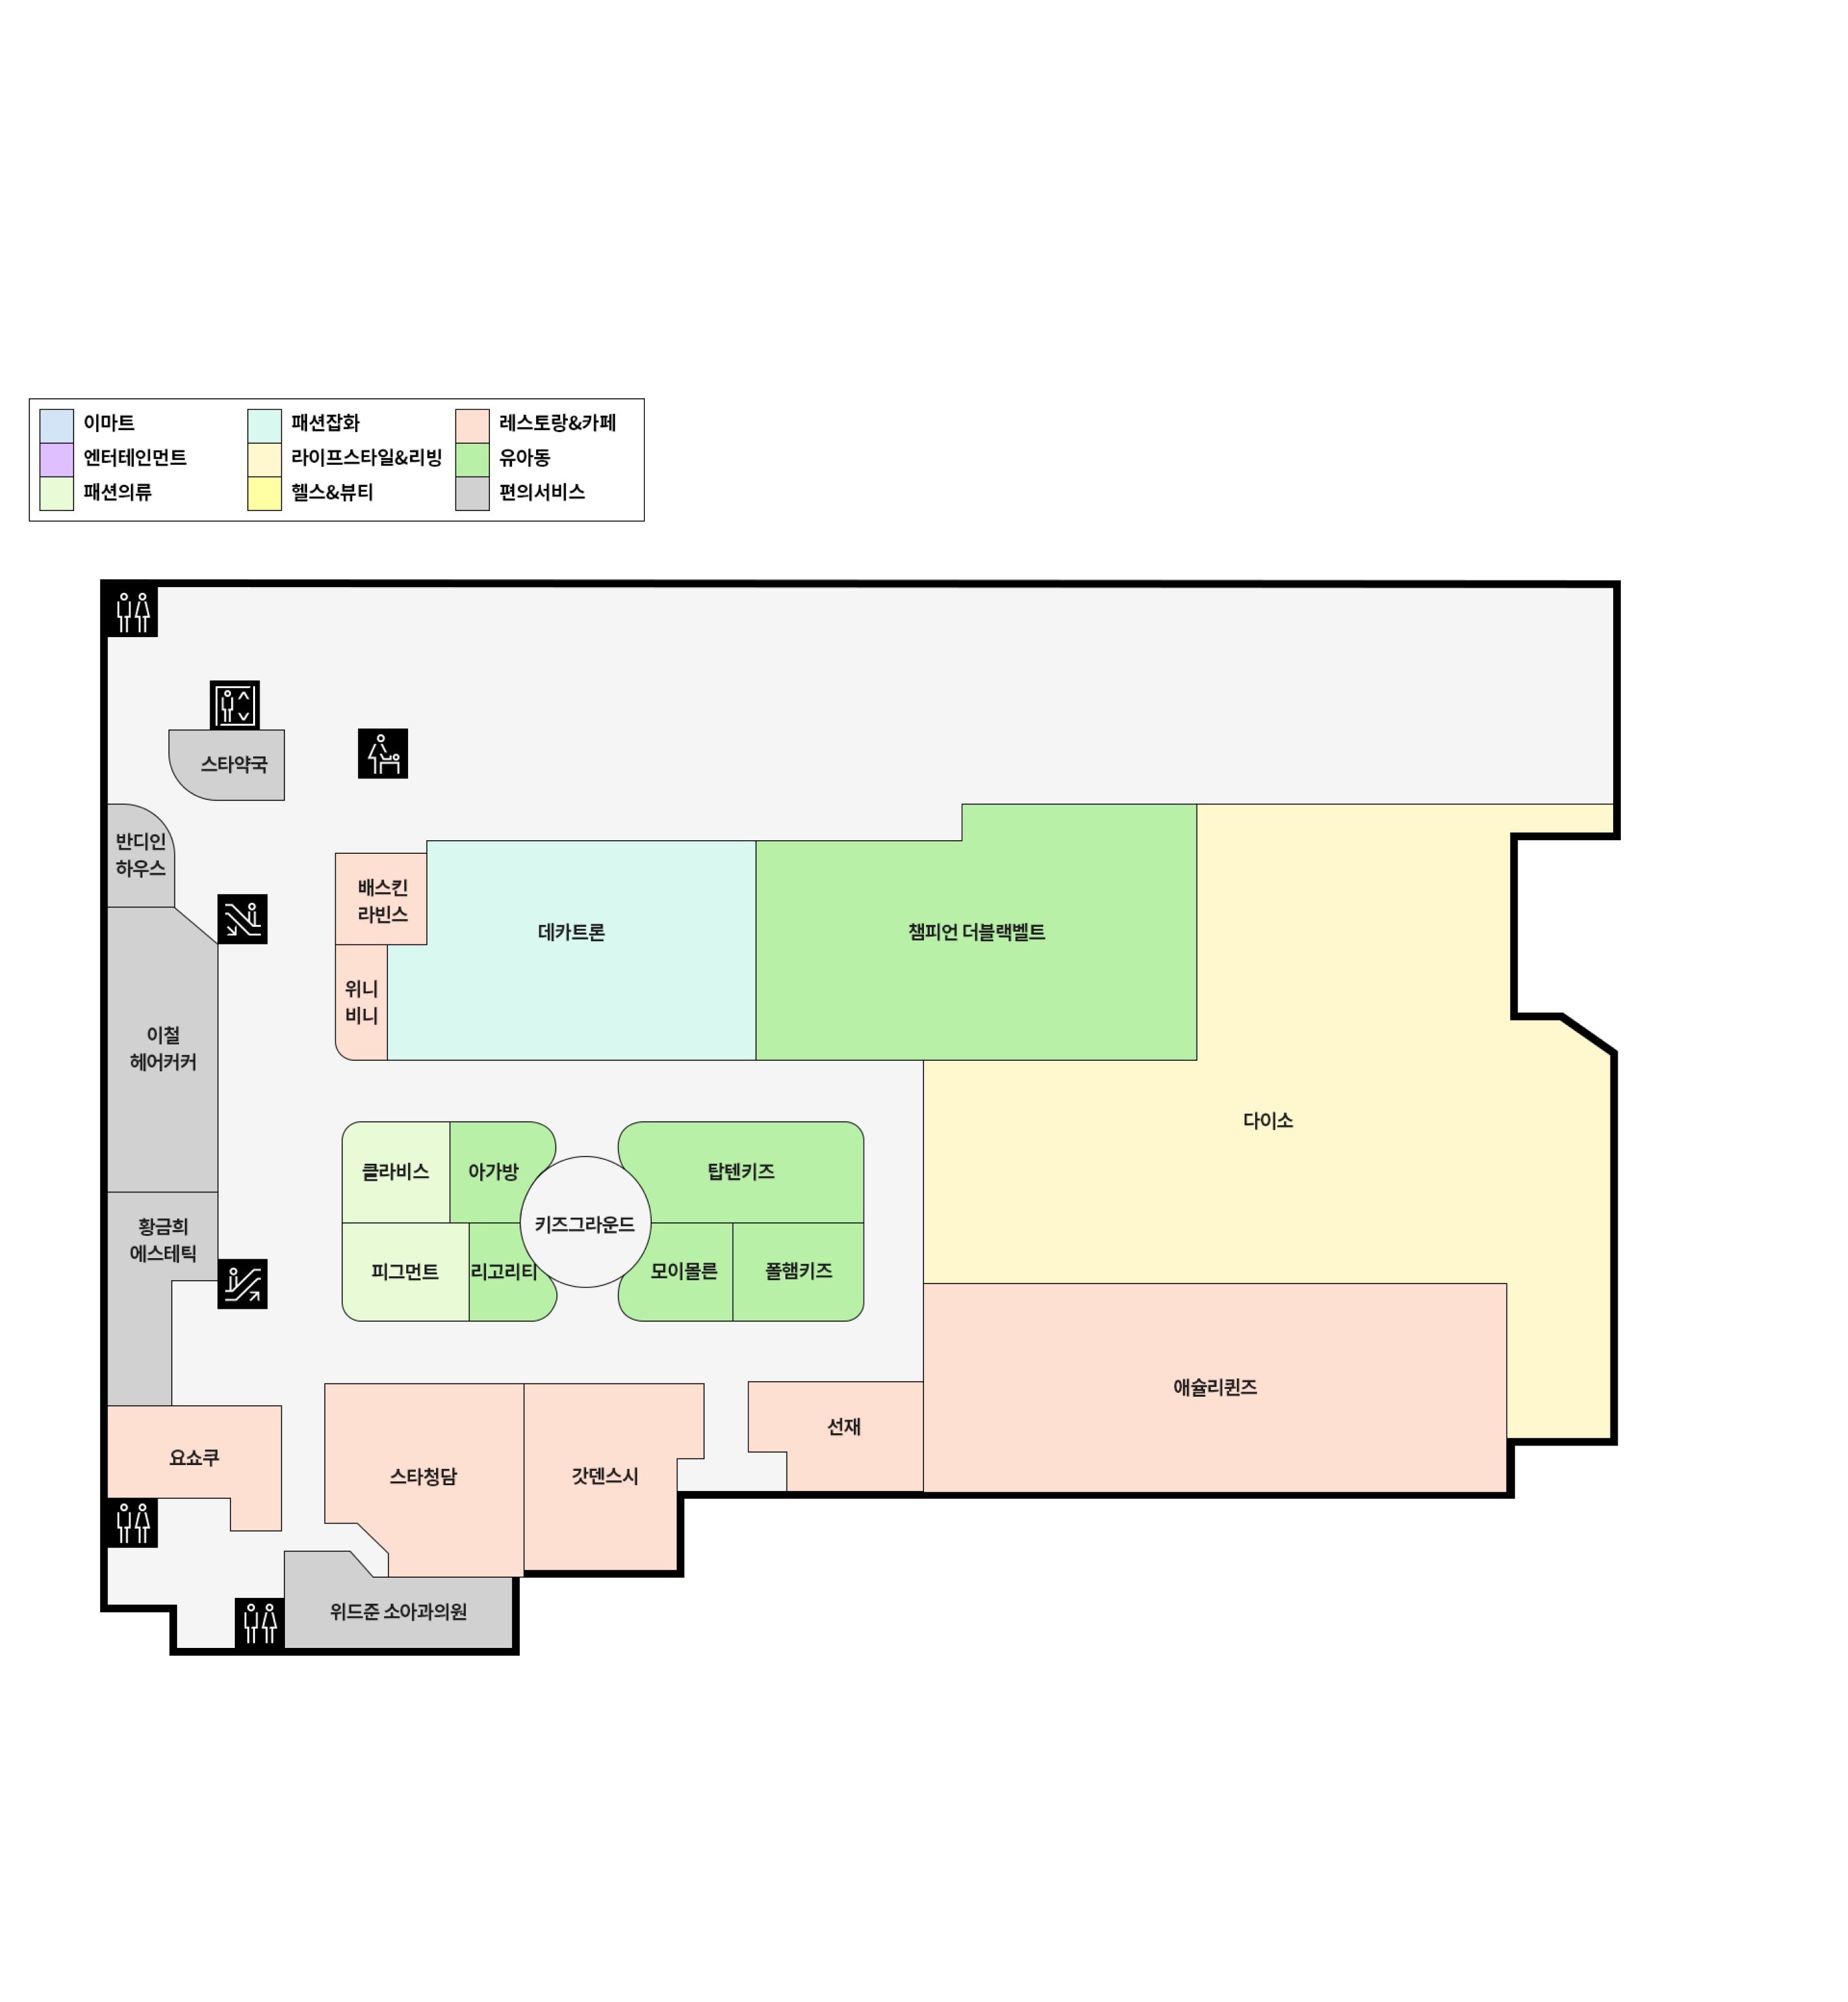 이마트
패션잡화
레스토랑&카페
엔터테인먼트
라이프스타일&리빙
유아동
패션의류
헬스&뷰티
편의서비스
스타약국
반디인
하우스
배스킨
라빈스
데카트론
챔피언 더블랙벨트
위니
비니
이철
헤어커커
다이소
클라비스
아가방
탑텐키즈
키즈그라운드
황금희
에스테틱
피그먼트
리고리티
모이몰른
폴햄키즈
애슐리퀸즈
선재
요쇼쿠
스타청담
갓덴스시
위드준 소아과의원